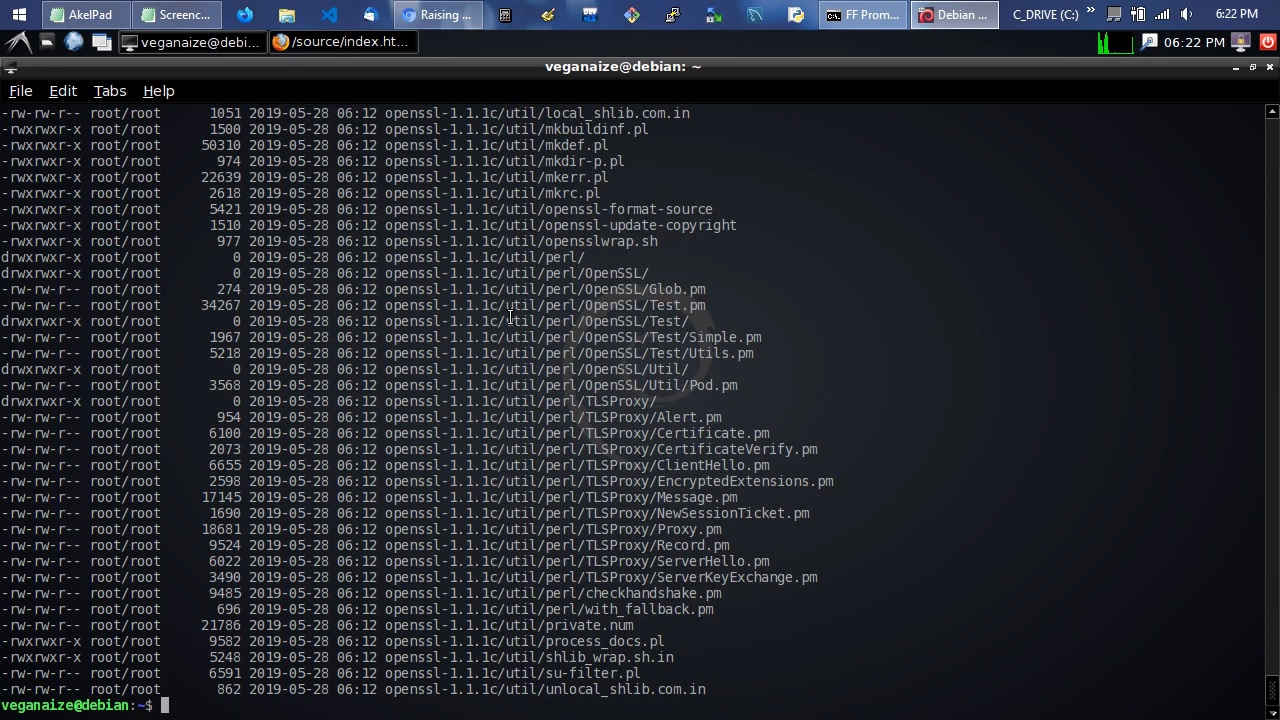 AkelPad
Screenc...
Raising ...
FF Prom...
Debian ...
C_DRIVE (C:)
6:22 PM
veganaize@debi...
/source/index.ht...
06:22 PM
veganaize@debian: ~
File Edit Tabs Help
-rw-rw-r-- root/root 1051 2019-05-28 06:12 openssl-1.1.1c/util/local_shlib.com.in
-rwxrwxr-x root/root 1500 2019-05-28 06:12 openssl-1.1.1c/util/mkbuildinf.pl
-rwxrwxr-x root/root 50310 2019-05-28 06:12 openssl-1.1.1c/util/mkdef.pl
-rwxrwxr-x root/root 974 2019-05-28 06:12 openssl-1.1.1c/util/mkdir-p.pl
-rwxrwxr-x root/root 22639 2019-05-28 06:12 openssl-1.1.1c/util/mkerr.pl
-rwxrwxr-x root/root 2618 2019-05-28 06:12 openssl-1.1.1c/util/mkrc.pl
-rwxrwxr-x root/root 5421 2019-05-28 06:12 openssl-1.1.1c/util/openssl-format-source
-rwxrwxr-x root/root 1510 2019-05-28 06:12 openssl-1.1.1c/util/openssl-update-copyright
-rwxrwxr-x root/root 977 2019-05-28 06:12 openssl-1.1.1c/util/opensslwrap.sh
drwxrwxr-x root/root 0 2019-05-28 06:12 openssl-1.1.1c/util/perl/
drwxrwxr-x root/root 0 2019-05-28 06:12 openssl-1.1.1c/util/perl/OpenSSL/
-rw-rw-r-- root/root 274 2019-05-28 06:12 openssl-1.1.1c/util/perl/OpenSSL/Glob.pm
-rw-rw-r-- root/root 34267 2019-05-28 06:12 openssl-1.1.1c/util/perl/OpenSSL/Test.pm
drwxrwxr-x root/root 0 2019-05-28 06:12 openssl-1.1.1c/util/perl/OpenSSL/Test/
-rw-rw-r-- root/root 1967 2019-05-28 06:12 openssl-1.1.1c/util/perl/OpenSSL/Test/Simple.pm
-rw-rw-r-- root/root 5218 2019-05-28 06:12 openssl-1.1.1c/util/perl/OpenSSL/Test/Utils.pm
drwxrwxr-x root/root 0 2019-05-28 06:12 openssl-1.1.1c/util/perl/OpenSSL/Util/
-rw-rw-r-- root/root 3568 2019-05-28 06:12 openssl-1.1.1c/util/perl/OpenSSL/Util/Pod.pm
drwxrwxr-x root/root 0 2019-05-28 06:12 openssl-1.1.1c/util/perl/TLSProxy/
-rw-rw-r-- root/root 954 2019-05-28 06:12 openssl-1.1.1c/util/perl/TLSProxy/Alert.pm
-rw-rw-r-- root/root 6100 2019-05-28 06:12 openssl-1.1.1c/util/perl/TLSProxy/Certificate.pm
-rw-rw-r-- root/root 2073 2019-05-28 06:12 openssl-1.1.1c/util/perl/TLSProxy/CertificateVerify.pm
-rw-rw-r-- root/root 6655 2019-05-28 06:12 openssl-1.1.1c/util/perl/TLSProxy/ClientHello.pm
-rw-rw-r-- root/root 2598 2019-05-28 06:12 openssl-1.1.1c/util/perl/TLSProxy/EncryptedExtensions.pm
-rw-rw-r-- root/root 17145 2019-05-28 06:12 openssl-1.1.1c/util/perl/TLSProxy/Message.pm
-rw-rw-r-- root/root 1690 2019-05-28 06:12 openssl-1.1.1c/util/perl/TLSProxy/NewSessionTicket.pm
-rw-rw-r-- root/root 18681 2019-05-28 06:12 openssl-1.1.1c/util/perl/TLSProxy/Proxy.pm
-rw-rw-r-- root/root 9524 2019-05-28 06:12 openssl-1.1.1c/util/perl/TLSProxy/Record.pm
-rw-rw-r-- root/root 6022 2019-05-28 06:12 openssl-1.1.1c/util/perl/TLSProxy/ServerHello.pm
-rw-rw-r-- root/root 3490 2019-05-28 06:12 openssl-1.1.1c/util/perl/TLSProxy/ServerKeyExchange.pm
-rw-rw-r-- root/root 9485 2019-05-28 06:12 openssl-1.1.1c/util/perl/checkhandshake.pm
-rw-rw-r-- root/root 696 2019-05-28 06:12 openssl-1.1.1c/util/perl/with_fallback.pm
-rw-rw-r-- root/root 21786 2019-05-28 06:12 openssl-1.1.1c/util/private.num
-rwxrwxr-x root/root 9582 2019-05-28 06:12 openssl-1.1.1c/util/process_docs.pl
-rwxrwxr-x root/root 5248 2019-05-28 06:12 openssl-1.1.1c/util/shlib_wrap.sh.in
-rw-rw-r-- root/root 6591 2019-05-28 06:12 openssl-1.1.1c/util/su-filter.pl
-rw-rw-r-- root/root 862 2019-05-28 06:12 openssl-1.1.1c/util/unlocal_shlib.com.in
veganaize@debian:~$